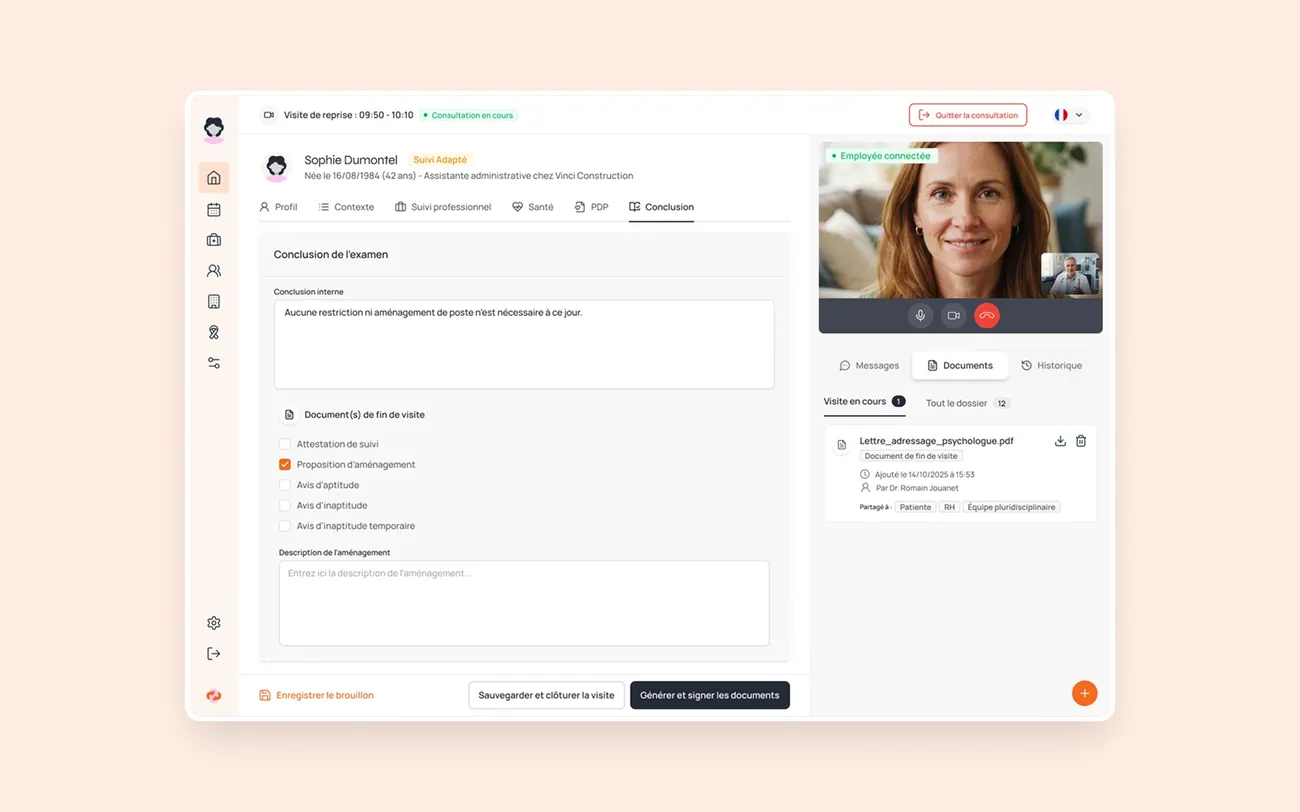 Visite de reprise : 09:50 - 10:10
Consultation en cours
Quitter la consultation
Sophie Dumontel
Suivi Adapté
Née le 16/08/1984 (42 ans) - Assistante administrative chez Vinci Construction
Profil
Contexte
Suivi professionnel
Santé
PDP
Conclusion
Conclusion de l'examen
Conclusion interne
Aucune restriction ni aménagement de poste n'est nécessaire à ce jour.
Document(s) de fin de visite
Attestation de suivi
Proposition d'aménagement
Avis d'aptitude
Avis d'inaptitude
Avis d'inaptitude temporaire
Description de l'aménagement
Entrez ici la description de l'aménagement...
Enregistrer le brouillon
Sauvegarder et clôturer la visite
Générer et signer les documents
Employée connectée
Messages
Documents
Historique
Visite en cours 1
Tout le dossier 12
Lettre_adressage_psychologue.pdf
Document de fin de visite
Ajouté le 14/10/2025 à 15:53
Par Dr. Romain Jouanet
Partagé à : Patiente RH Équipe pluridisciplinaire